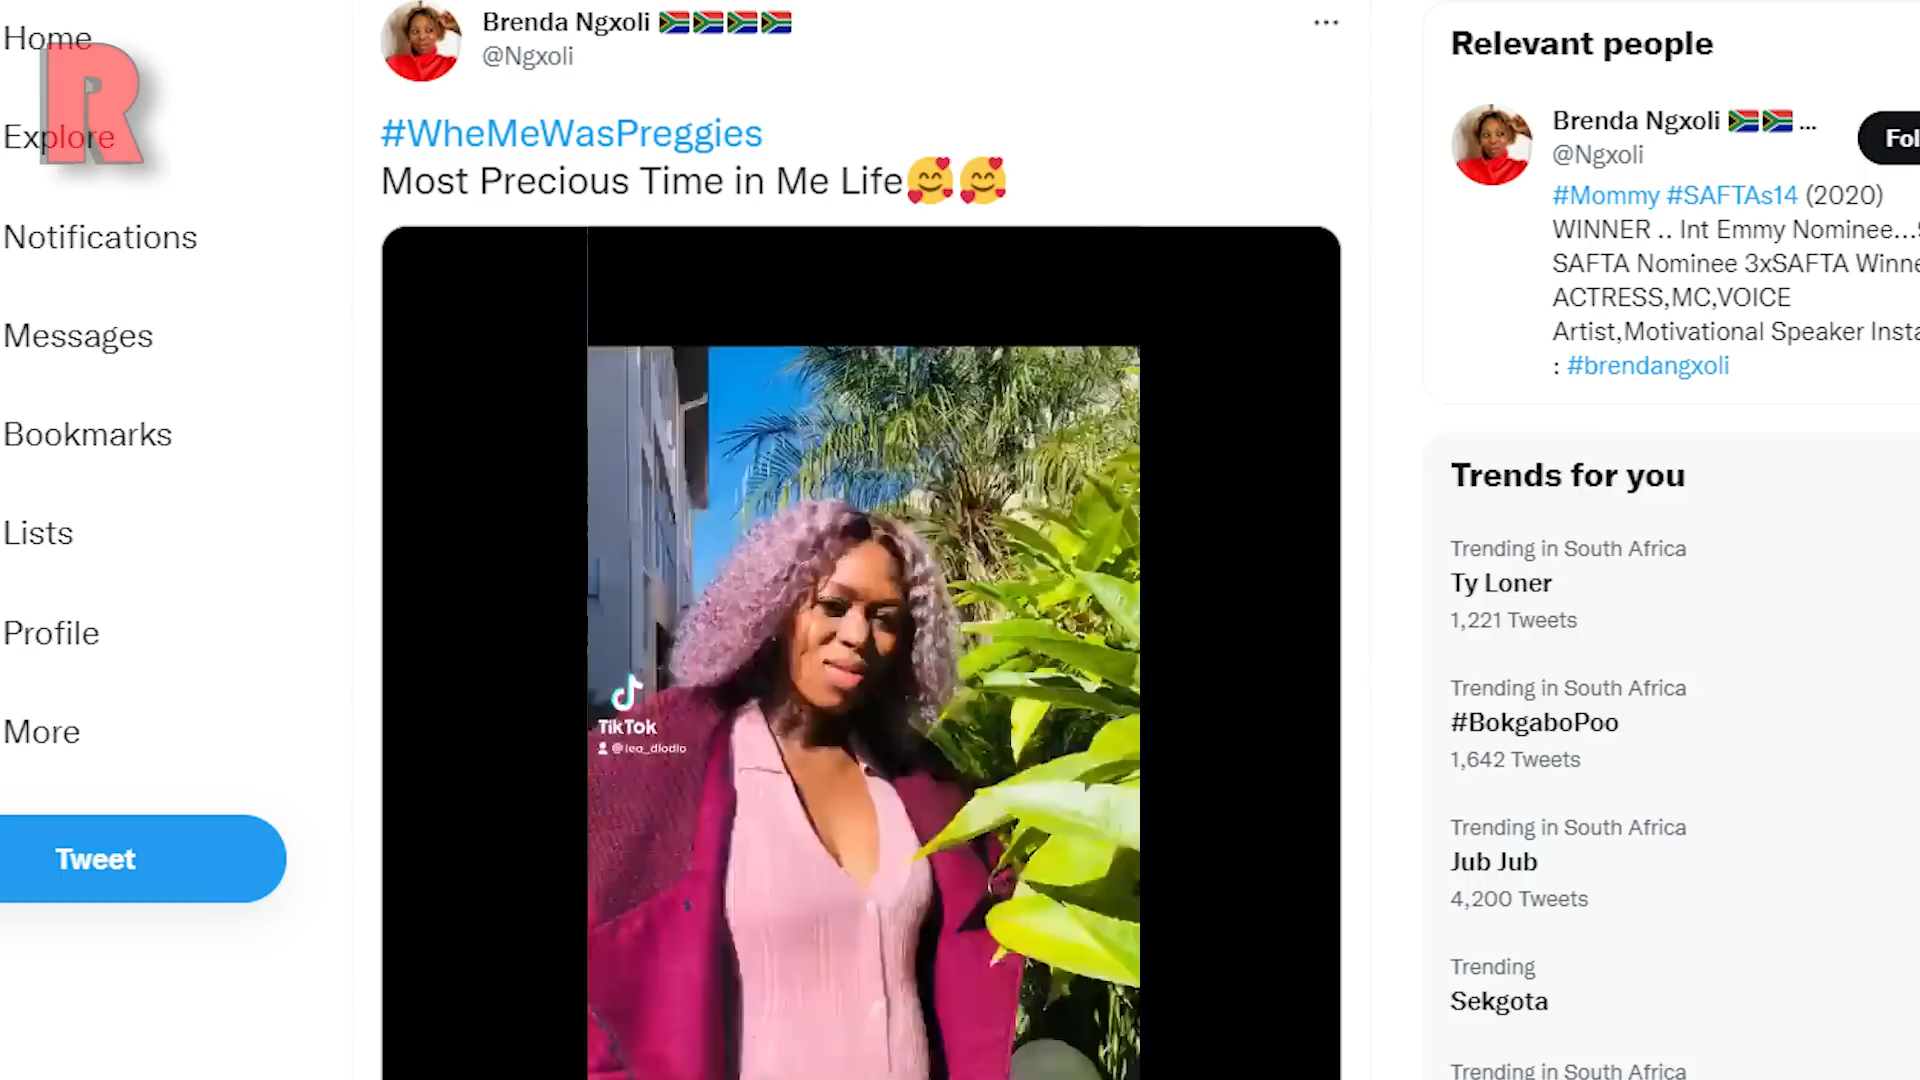 Home
R
Explore
Notifications
Messages
Bookmarks
Lists
Profile
More
Tweet
Brenda Ngxoli 🇿🇦🇿🇦🇿🇦🇿🇦
@Ngxoli
#WheMeWasPreggies
Most Precious Time in Me Life🥰🥰
TikTok
@lea_dlodlo
Relevant people
Brenda Ngxoli 🇿🇦🇿🇦 ...
@Ngxoli
Fol
#Mommy #SAFTAs14 (2020)
WINNER .. Int Emmy Nominee...9
SAFTA Nominee 3xSAFTA Winne
ACTRESS,MC,VOICE
Artist,Motivational Speaker Insta
: #brendangxoli
Trends for you
Trending in South Africa
Ty Loner
1,221 Tweets
Trending in South Africa
#BokgaboPoo
1,642 Tweets
Trending in South Africa
Jub Jub
4,200 Tweets
Trending
Sekgota
Trending in South Africa